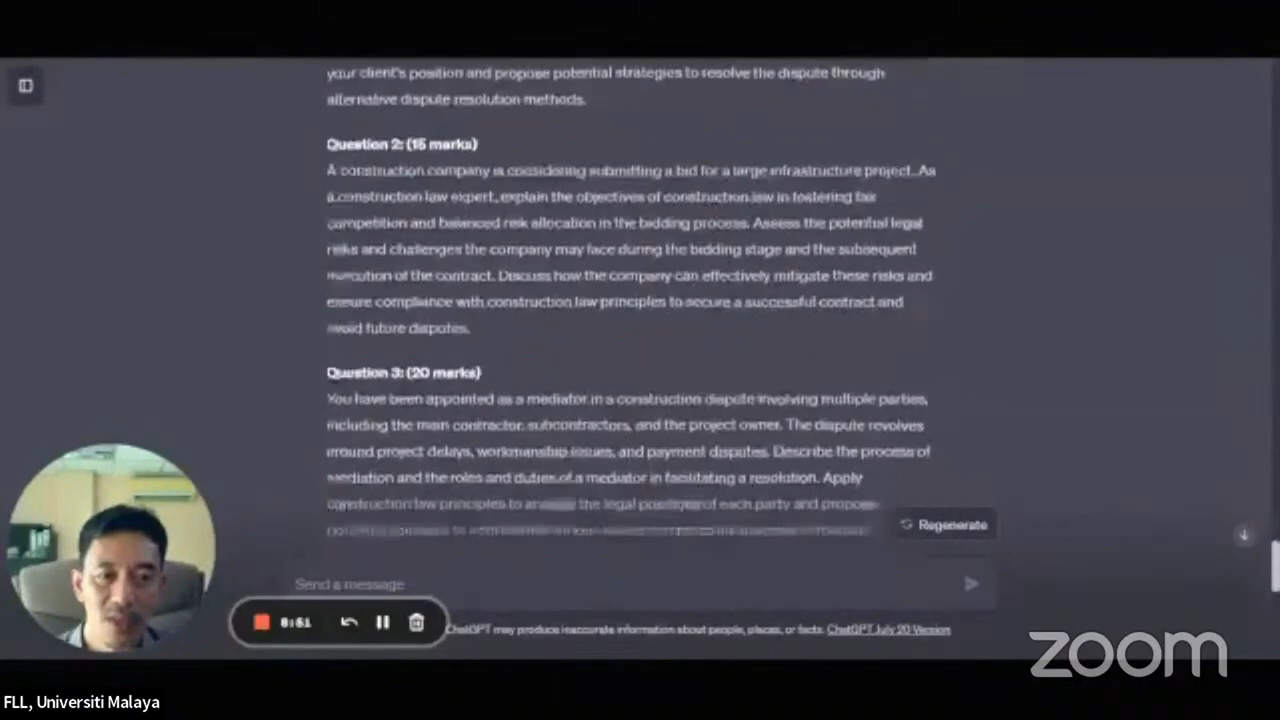 your client's position and propose potential strategies to resolve the dispute through
alternative dispute resolution methods.
Question 2: (15 marks)
A construction company is considering submitting a bid for a large infrastructure project. As
a construction law expert, explain the objectives of construction law in fostering fair
competition and balanced risk allocation in the bidding process. Assess the potential legal
risks and challenges the company may face during the bidding stage and the subsequent
execution of the contract. Discuss how the company can effectively mitigate these risks and
ensure compliance with construction law principles to secure a successful contract and
avoid future disputes.
Question 3: (20 marks)
You have been appointed as a mediator in a construction dispute involving multiple parties,
including the main contractor, subcontractors, and the project owner. The dispute revolves
around project delays, workmanship issues, and payment disputes. Describe the process of
mediation and the roles and duties of a mediator in facilitating a resolution. Apply
construction law principles to the legal position of each party and propose
Regenerate
Send a message
8:51
ChatGPT may produce inaccurate information about people, places, or facts. ChatGPT July 20 Version
zoom
FLL, Universiti Malaya